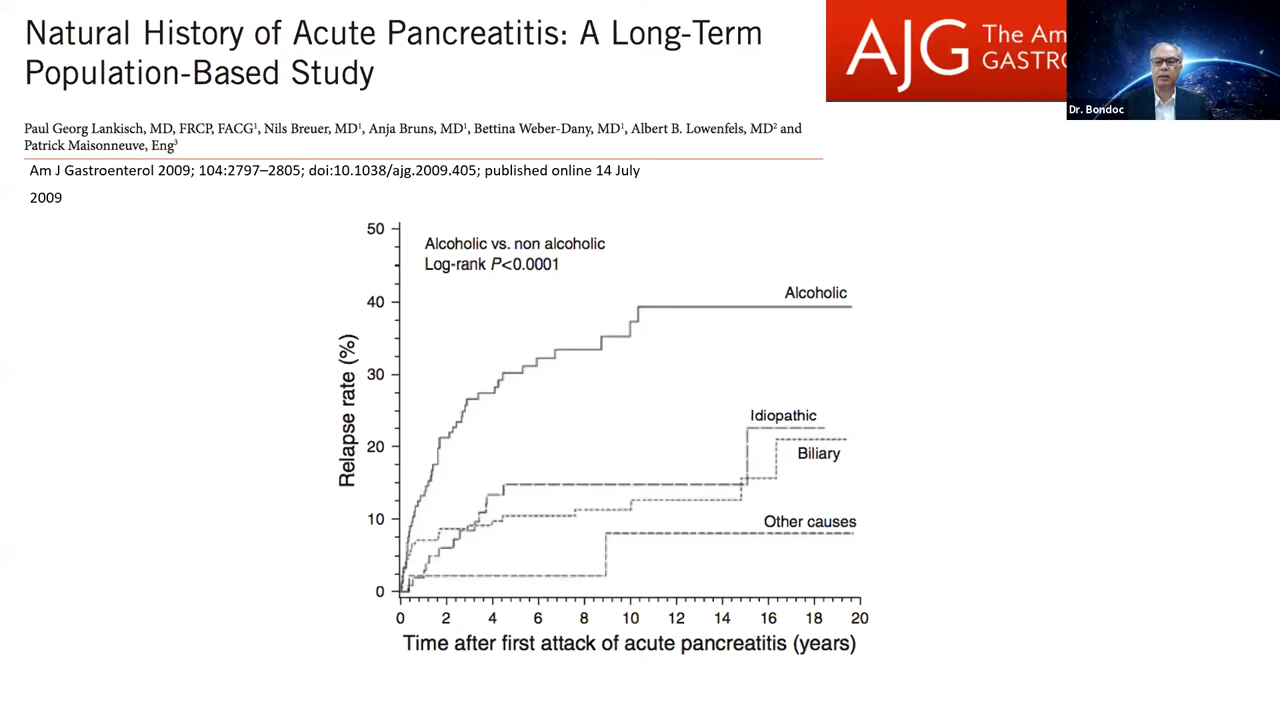 Natural History of Acute Pancreatitis: A Long-Term
Population-Based Study
AJG
The Am
GASTRO
Dr. Bondoc
Paul Georg Lankisch, MD, FRCP, FACG¹, Nils Breuer, MD¹, Anja Bruns, MD¹, Bettina Weber-Dany, MD¹, Albert B. Lowenfels, MD² and
Patrick Maisonneuve, Eng³
Am J Gastroenterol 2009; 104:2797–2805; doi:10.1038/ajg.2009.405; published online 14 July
2009
Alcoholic vs. non alcoholic
Log-rank P<0.0001
Relapse rate (%)
50
40
30
20
10
0
Alcoholic
Idiopathic
Biliary
Other causes
0 2 4 6 8 10 12 14 16 18 20
Time after first attack of acute pancreatitis (years)